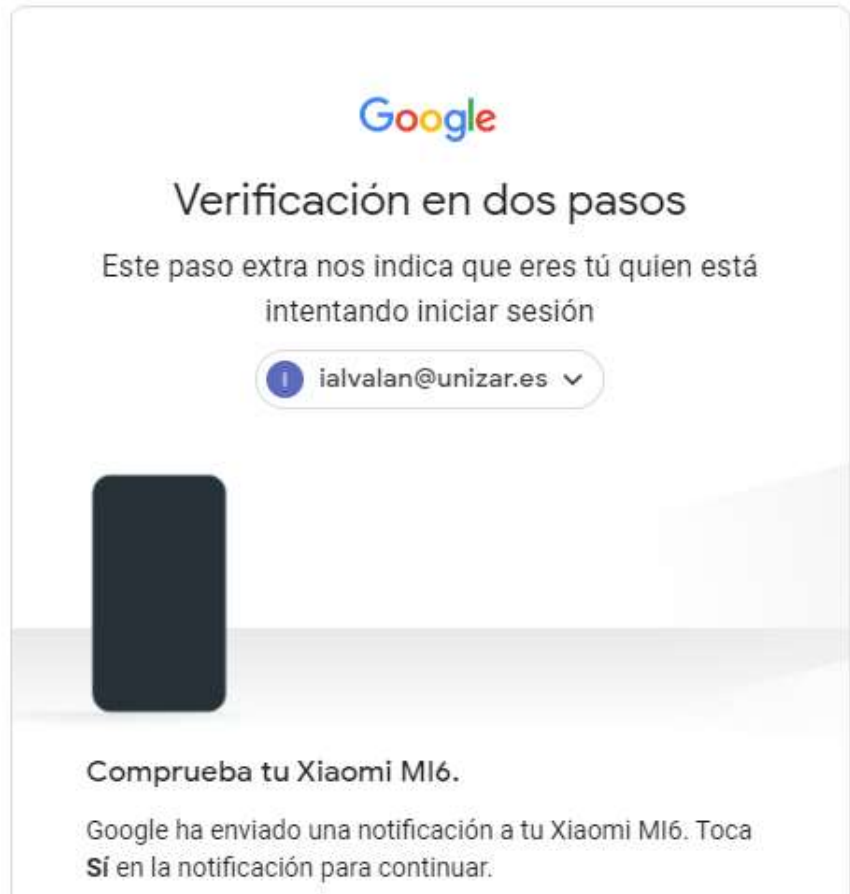 Google
Verificación en dos pasos
Este paso extra nos indica que eres tú quien está
intentando iniciar sesión
I ialvalan@unizar.es
Comprueba tu Xiaomi MI6.
Google ha enviado una notificación a tu Xiaomi MI6. Toca
Sí en la notificación para continuar.